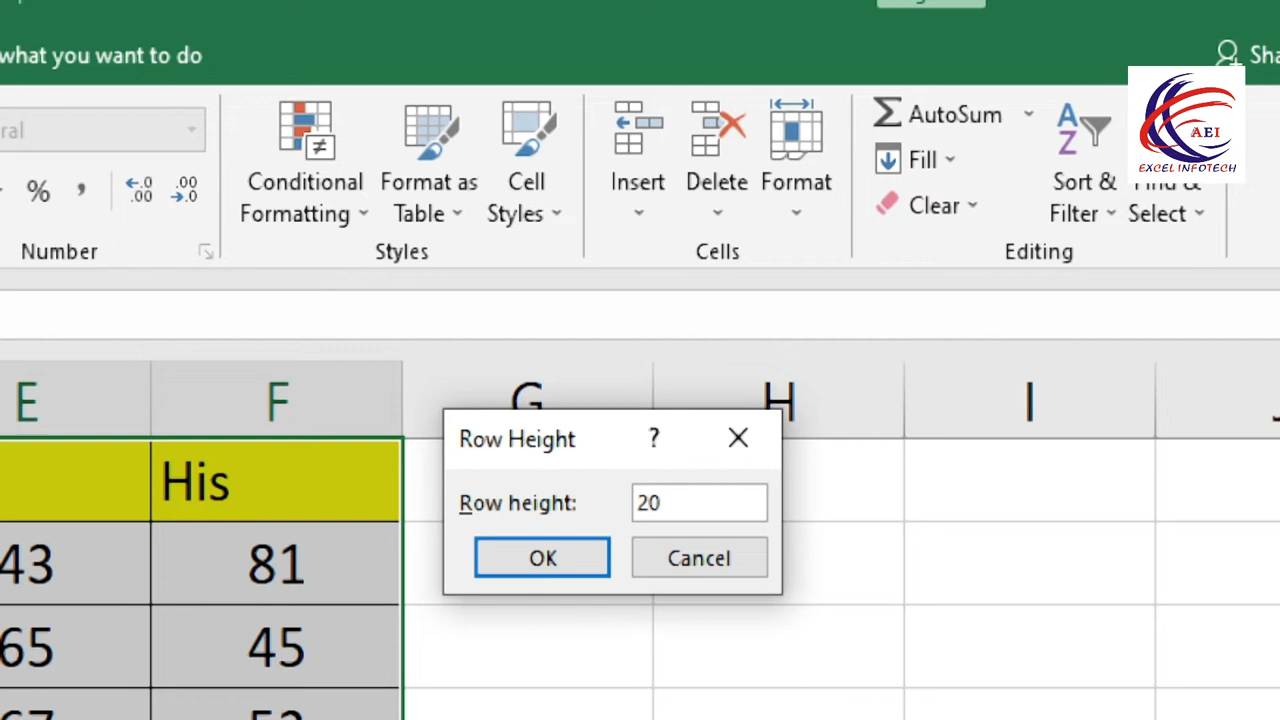 what you want to do
Sha
AEI
EXCEL INFOTECH
ral
% , .0 .00 .00 .0
Conditional Formatting
Format as Table
Cell Styles
Insert
Delete
Format
AutoSum
Fill
Clear
A Z
Sort & Filter
Find & Select
Number
Styles
Cells
Editing
E F G H I J
Row Height ? ×
Row height: 20
OK Cancel
His
43 81
65 45
67 52